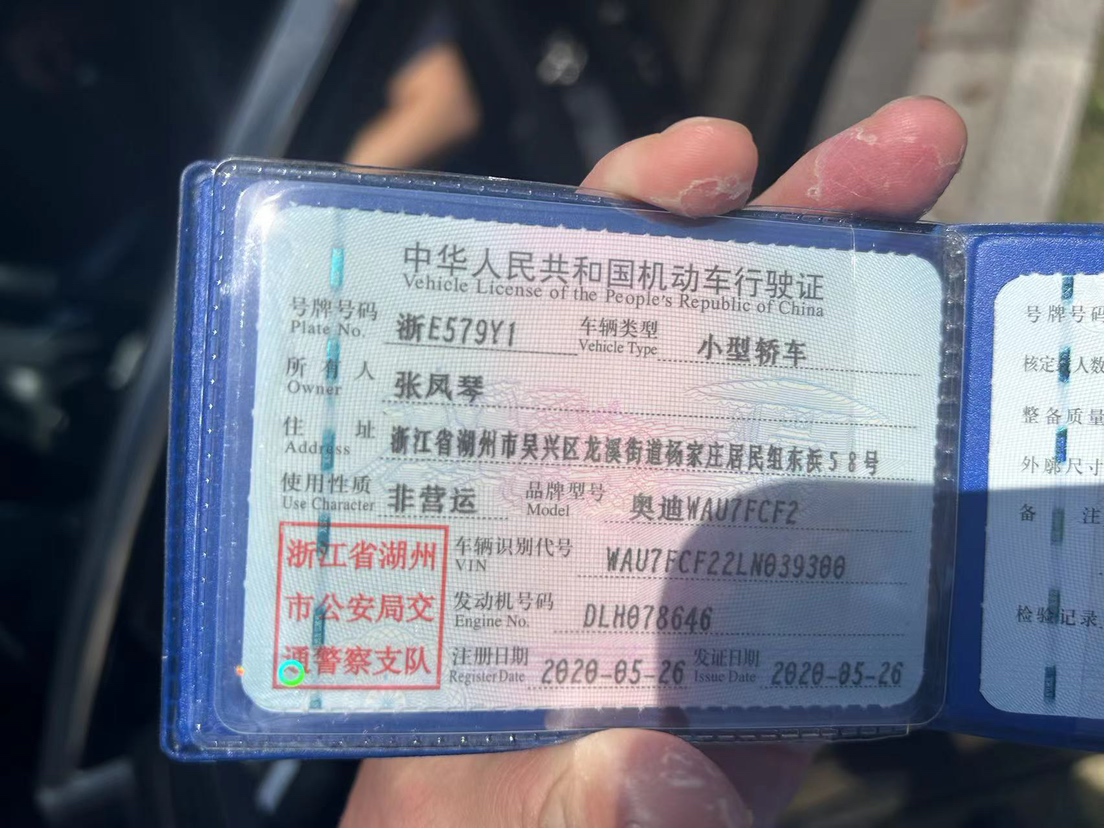 中华人民共和国机动车行驶证
Vehicle License of the People's Republic of China
号牌号码 浙E579Y1 车辆类型 小型轿车
Plate No. Vehicle Type
所有人 张凤琴
Owner
住址 浙江省湖州市吴兴区龙溪街道杨家庄居民组东浜58号
Address
使用性质 非营运 品牌型号 奥迪WAU7FCF2
Use Character Model
浙江省湖州
市公安局交
通警察支队
车辆识别代号 WAU7FCF22LN039300
VIN
发动机号码 DLH078646
Engine No.
注册日期 2020-05-26 发证日期 2020-05-26
Register Date Issue Date
号牌号码
核定载人数
整备质量
外廓尺寸
备注
检验记录